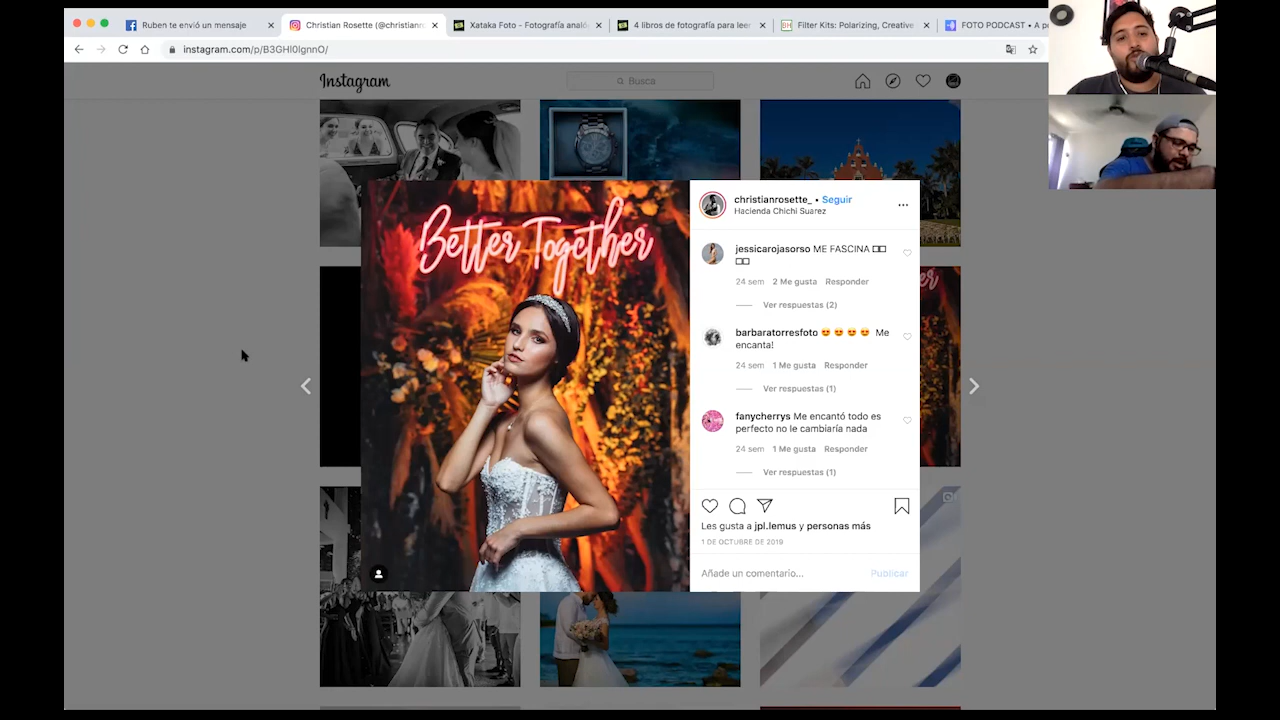 Ruben te envió un mensaje
Christian Rosette (@christian
Xataka Foto - Fotografía analó
4 libros de fotografía para leer
Filter Kits: Polarizing, Creative
FOTO PODCAST • A p
instagram.com/p/B3GHl0lgnnO/
Instagram
Busca
Better Together
christianrosette_ • Seguir
Hacienda Chichi Suarez
jessicarojasorso ME FASCINA
24 sem 2 Me gusta Responder
Ver respuestas (2)
barbaratorresfoto 😍 😍 😍 😍 Me
encanta!
24 sem 1 Me gusta Responder
Ver respuestas (1)
fanycherrys Me encantó todo es
perfecto no le cambiaría nada
24 sem 1 Me gusta Responder
Ver respuestas (1)
Les gusta a jpl.lemus y personas más
1 DE OCTUBRE DE 2019
Añade un comentario...
Publicar